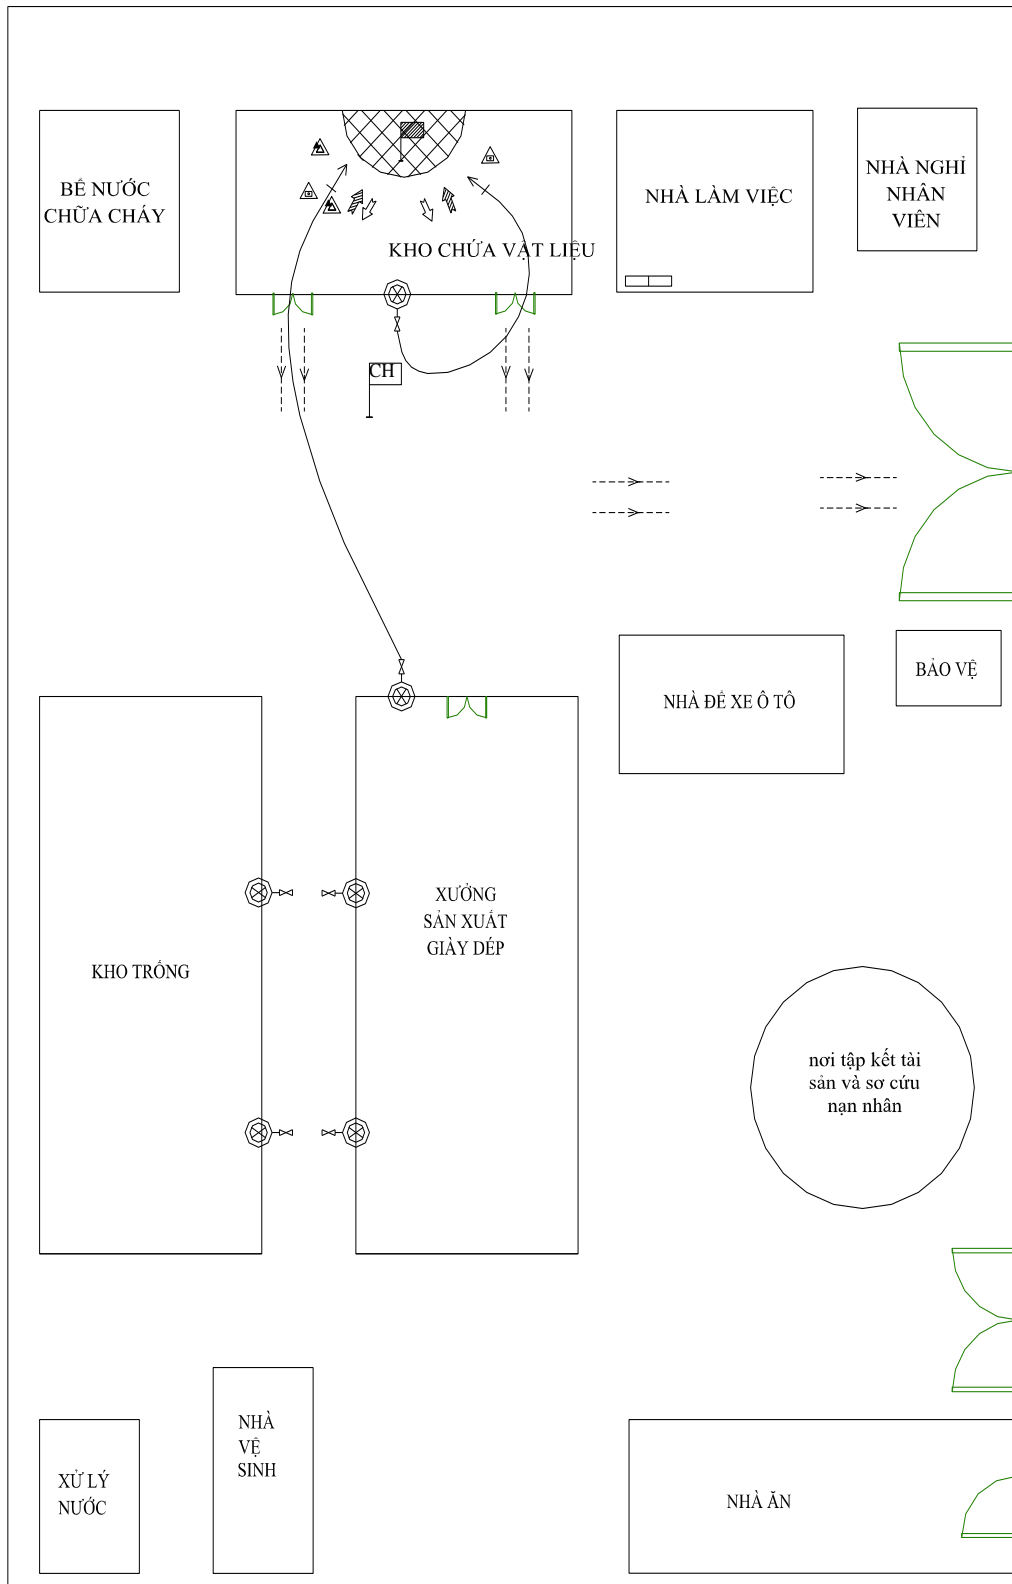 BỂ NƯỚC
CHỮA CHÁY
KHO CHỨA VẬT LIỆU
NHÀ LÀM VIỆC
NHÀ NGHỈ
NHÂN
VIÊN
CH
NHÀ ĐỂ XE Ô TÔ
BẢO VỆ
KHO TRỐNG
XƯỞNG
SẢN XUẤT
GIÀY DÉP
nơi tập kết tài
sản và sơ cứu
nạn nhân
XỬ LÝ
NƯỚC
NHÀ
VỆ
SINH
NHÀ ĂN